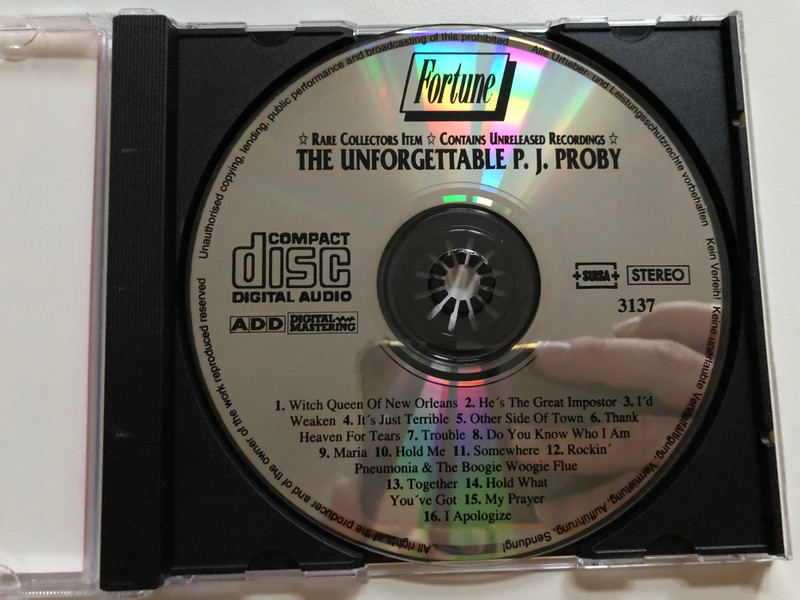 Fortune
☆ RARE COLLECTORS ITEM ☆ CONTAINS UNRELEASED RECORDINGS ☆
THE UNFORGETTABLE P. J. PROBY
COMPACT
disc
DIGITAL AUDIO
ADD DIGITAL
MASTERING
+SUISA+ STEREO
3137
1. Witch Queen Of New Orleans 2. He´s The Great Impostor 3. I´d
Weaken 4. It´s Just Terrible 5. Other Side Of Town 6. Thank
Heaven For Tears 7. Trouble 8. Do You Know Who I Am
9. Maria 10. Hold Me 11. Somewhere 12. Rockin´
Pneumonia & The Boogie Woogie Flue
13. Together 14. Hold What
You´ve Got 15. My Prayer
16. I Apologize
All rights of the producer and of the owner of the work reproduced reserved
Unauthorised copying, lending, public performance and broadcasting of this prohibited
Alle Urheber- und Leistungsschutzrechte vorbehalten
Kein Verleih! Keine unerlaubte Vervielfältigung, Vermietung, Aufführung, Sendung!